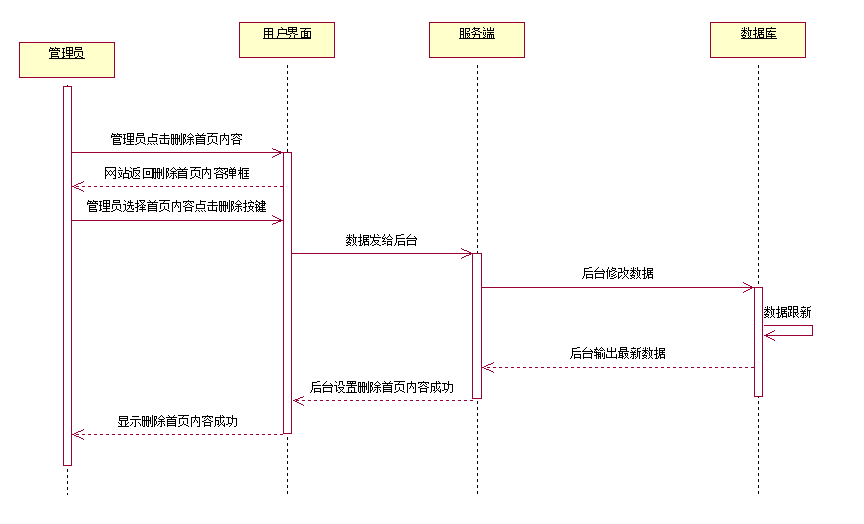 用户界面
服务端
数据库
管理员
管理员点击删除首页内容
网站返回删除首页内容弹框
管理员选择首页内容点击删除按键
数据发给后台
后台修改数据
数据跟新
后台输出最新数据
后台设置删除首页内容成功
显示删除首页内容成功